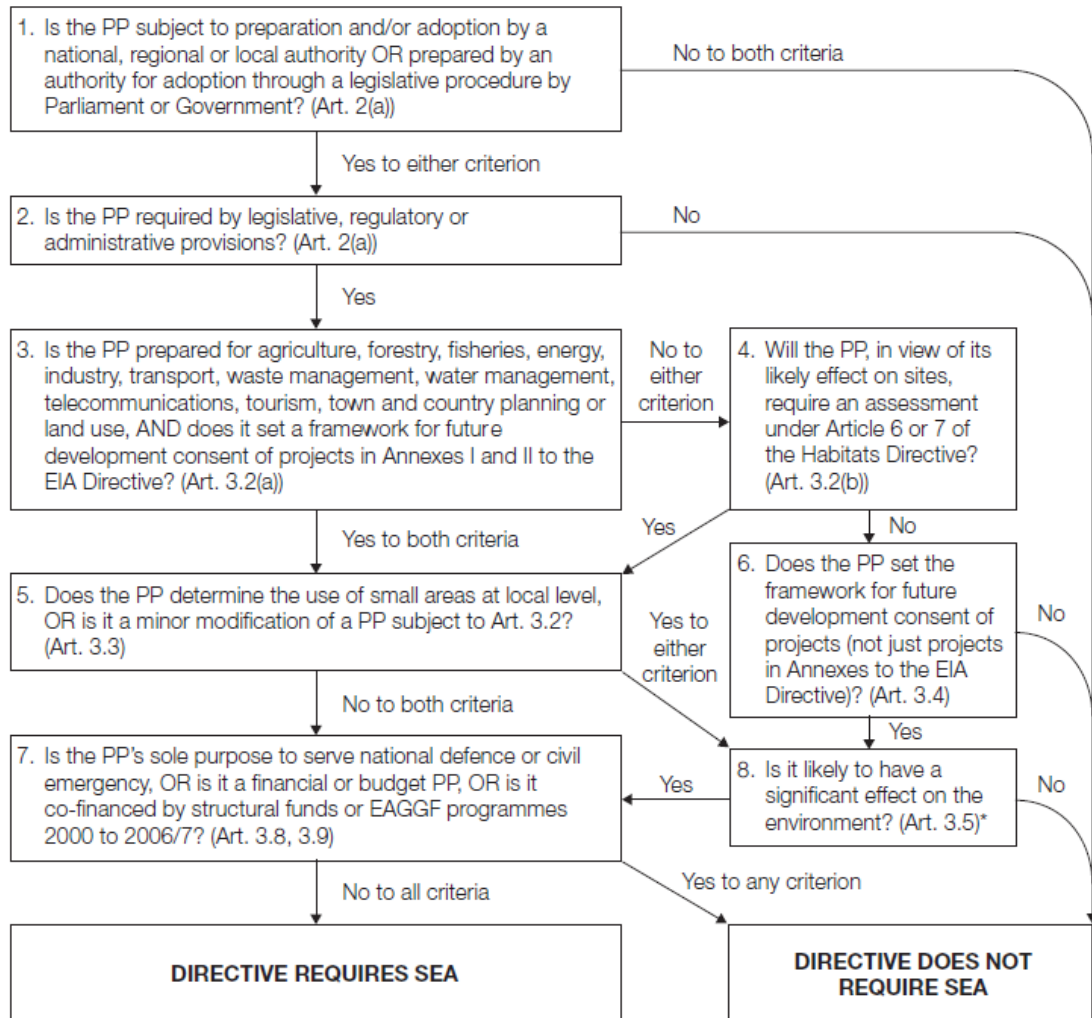 1. Is the PP subject to preparation and/or adoption by a
national, regional or local authority OR prepared by an
authority for adoption through a legislative procedure by
Parliament or Government? (Art. 2(a))
No to both criteria
Yes to either criterion
2. Is the PP required by legislative, regulatory or
administrative provisions? (Art. 2(a))
No
Yes
3. Is the PP prepared for agriculture, forestry, fisheries, energy,
industry, transport, waste management, water management,
telecommunications, tourism, town and country planning or
land use, AND does it set a framework for future
development consent of projects in Annexes I and II to the
EIA Directive? (Art. 3.2(a))
No to
either
criterion
4. Will the PP, in view of its
likely effect on sites,
require an assessment
under Article 6 or 7 of
the Habitats Directive?
(Art. 3.2(b))
Yes to both criteria
Yes
No
5. Does the PP determine the use of small areas at local level,
OR is it a minor modification of a PP subject to Art. 3.2?
(Art. 3.3)
Yes to
either
criterion
6. Does the PP set the
framework for future
development consent of
projects (not just projects
in Annexes to the EIA
Directive)? (Art. 3.4)
No
No to both criteria
Yes
7. Is the PP's sole purpose to serve national defence or civil
emergency, OR is it a financial or budget PP, OR is it
co-financed by structural funds or EAGGF programmes
2000 to 2006/7? (Art. 3.8, 3.9)
Yes
8. Is it likely to have a
significant effect on the
environment? (Art. 3.5)*
No
No to all criteria
Yes to any criterion
DIRECTIVE REQUIRES SEA
DIRECTIVE DOES NOT
REQUIRE SEA